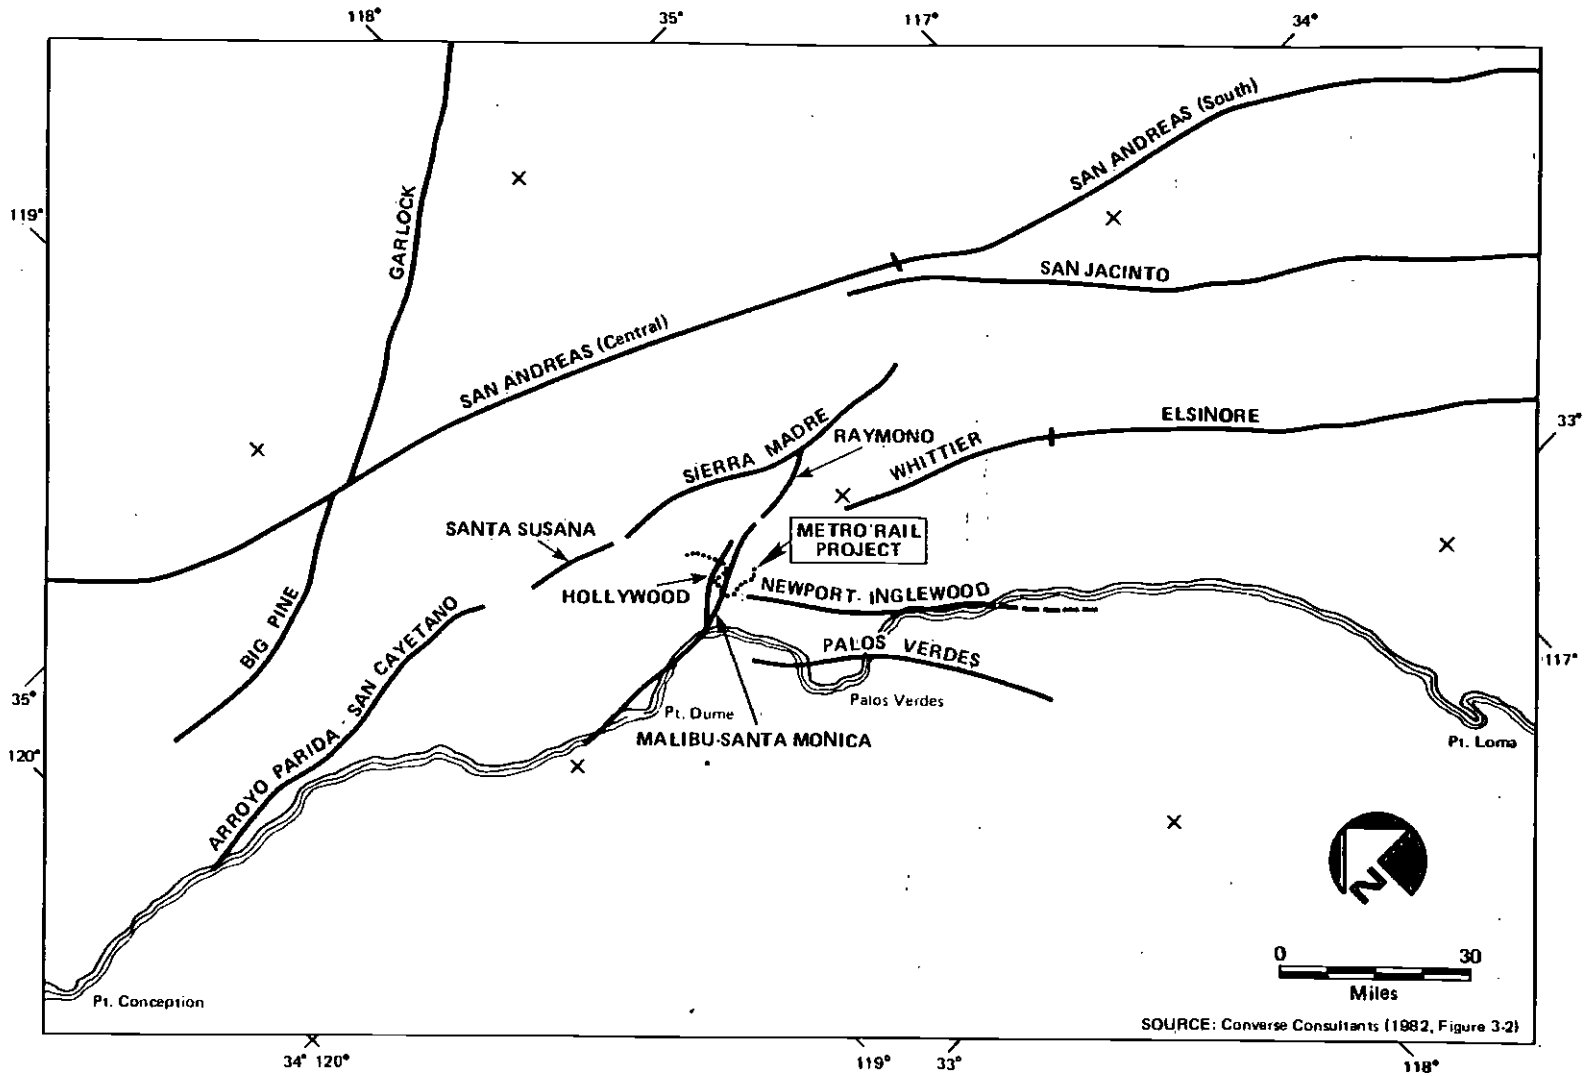 118°
35°
117°
34°
SAN ANDREAS (South)
119°
GARLOCK
SAN JACINTO
SAN ANDREAS (Central)
ELSINORE
33°
SIERRA MADRE
RAYMONO
WHITTIER
SANTA SUSANA
METRO RAIL
PROJECT
HOLLYWOOD
NEWPORT-INGLEWOOD
BIG PINE
ARROYO PARIDA - SAN CAYETANO
PALOS VERDES
117°
35°
Pt. Dume
Palos Verdes
MALIBU-SANTA MONICA
Pt. Loma
120°
N
0
30
Miles
Pt. Conception
SOURCE: Converse Consultants (1982, Figure 3-2)
34° 120°
119°
33°
118°